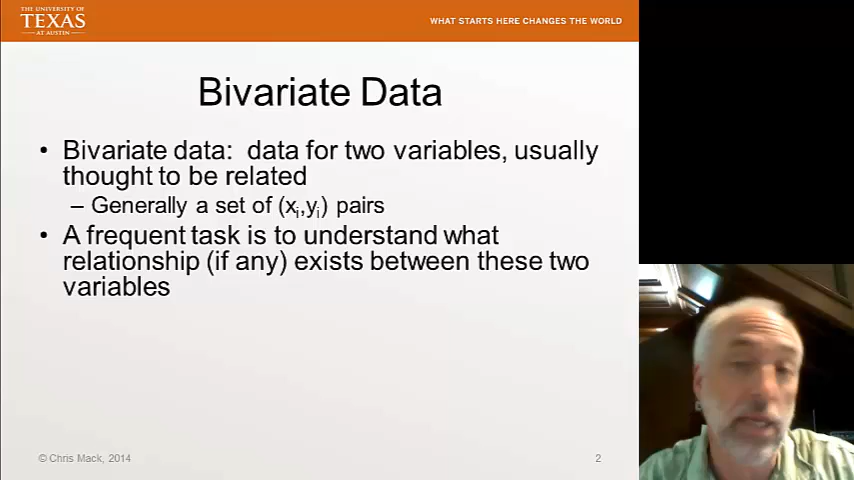 THE UNIVERSITY OF
TEXAS
AT AUSTIN
WHAT STARTS HERE CHANGES THE WORLD
Bivariate Data
• Bivariate data: data for two variables, usually
thought to be related
– Generally a set of (xi,yi) pairs
• A frequent task is to understand what
relationship (if any) exists between these two
variables
© Chris Mack, 2014
2